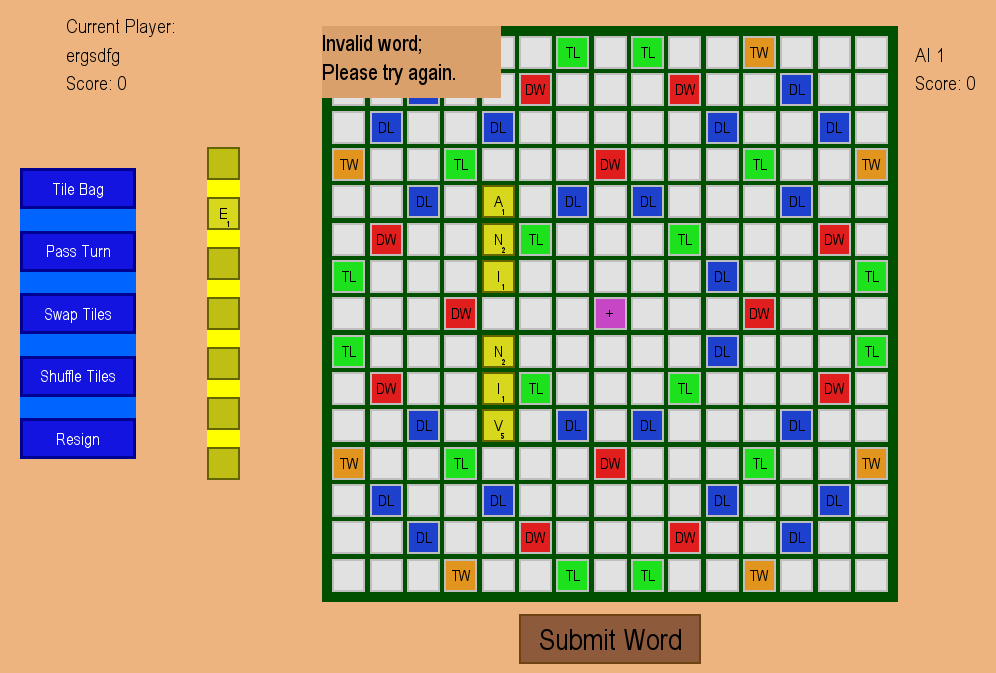 Current Player:
ergsdfg
Score: 0
Invalid word;
Please try again.
AI 1
Score: 0
Tile Bag
Pass Turn
Swap Tiles
Shuffle Tiles
Resign
E1
TL TL TW
DW DW DL
DL DL DL DL
TW TL DW TL TW
DL A1 DL DL DL
DW N2 TL TL DW
TL I1 DL TL
DW + DW
TL N2 DL TL
DW I1 TL TL DW
DL V5 DL DL DL
TW TL DW TL TW
DL DL DL DL
DL DW DW DL
TW TL TL TW
Submit Word